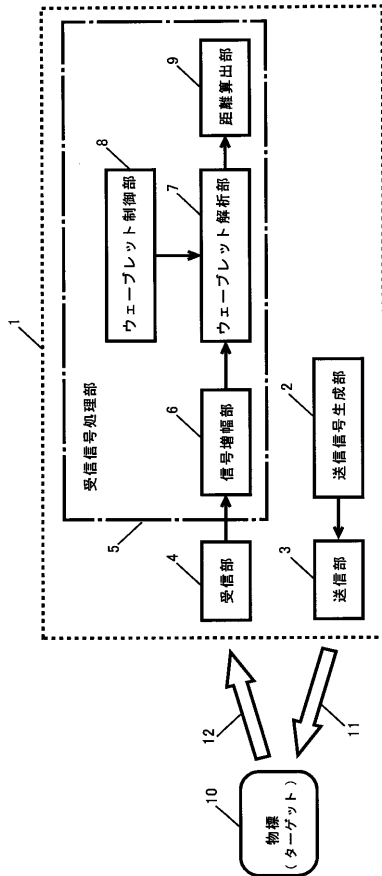 1
受信信号処理部
8
ウェーブレット制御部
9
距離算出部
7
ウェーブレット解析部
6
信号増幅部
5
4
受信部
2
送信信号生成部
3
送信部
12
11
10
物標
(ターゲット)